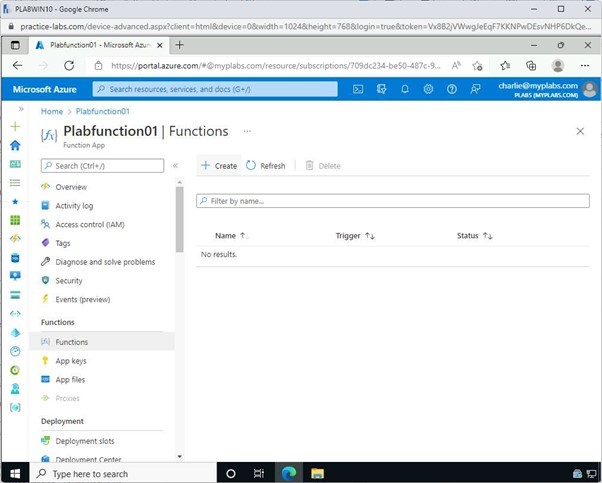 PLABWIN10 - Google Chrome
practice-labs.com/device-advanced.aspx?client=html&device=0&width=1024&height=768&login=true&token=Vx8B2jVWwgJeEqF7KKNPwDEsvNHP6DkQe...
Plabfunction01 - Microsoft Azure
https://portal.azure.com/#@myplabs.com/resource/subscriptions/709dc234-be50-487c-9...
Microsoft Azure
Search resources, services, and docs (G+/)
charlie@myplabs.com
PLABS (MYPLABS.COM)
Home > Plabfunction01
Plabfunction01 | Functions ...
Function App
Search (Ctrl+/)
Overview
Activity log
Access control (IAM)
Tags
Diagnose and solve problems
Security
Events (preview)
Functions
Functions
App keys
App files
Proxies
Deployment
Deployment slots
Deployment Center
Create
Refresh
Delete
Filter by name...
Name
Trigger
Status
No results.
Type here to search